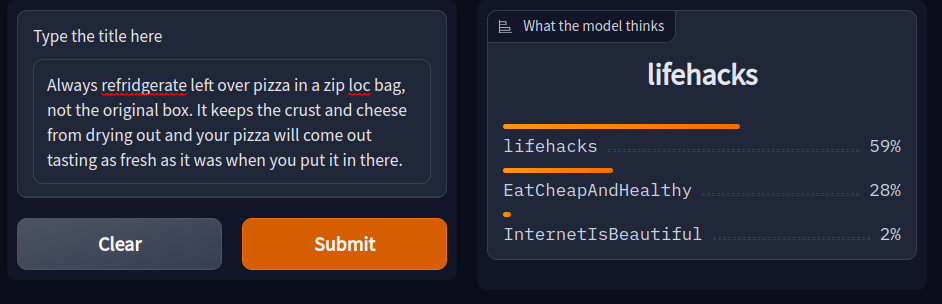 Type the title here
Always refridgerate left over pizza in a zip loc bag,
not the original box. It keeps the crust and cheese
from drying out and your pizza will come out
tasting as fresh as it was when you put it in there.
Clear
Submit
What the model thinks
lifehacks
lifehacks 59%
EatCheapAndHealthy 28%
InternetIsBeautiful 2%